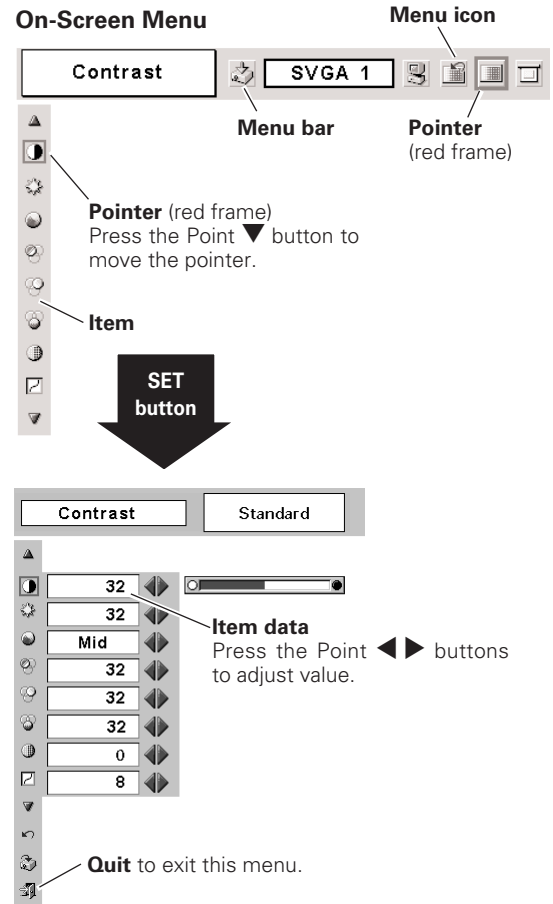 On-Screen Menu
Menu icon
Contrast
SVGA 1
Menu bar
Pointer
(red frame)
Pointer (red frame)
Press the Point ▼ button to
move the pointer.
Item
SET
button
Contrast
Standard
32
32
Mid
32
32
32
0
8
Item data
Press the Point ◀ ▶ buttons
to adjust value.
Quit to exit this menu.